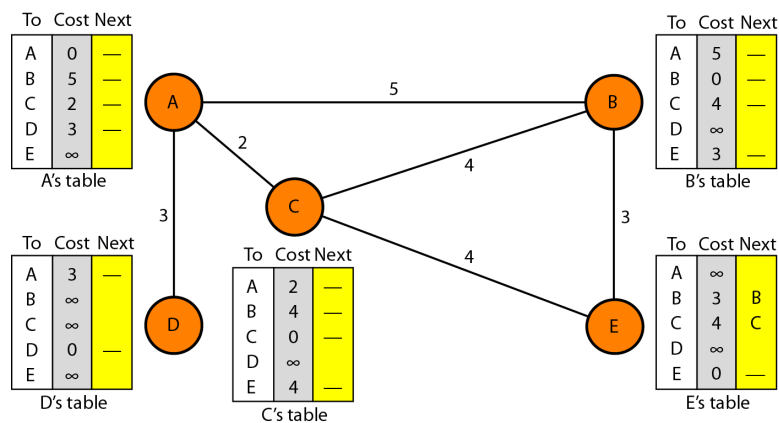 To Cost Next
A 0 —
B 5 —
C 2 —
D 3 —
E ∞
A's table
To Cost Next
A 5 —
B 0 —
C 4 —
D ∞
E 3 —
B's table
A
5
B
2
4
C
3
4
3
D
E
To Cost Next
A 3 —
B ∞
C ∞
D 0 —
E ∞
D's table
To Cost Next
A 2 —
B 4 —
C 0 —
D ∞
E 4 —
C's table
To Cost Next
A ∞
B 3 B
C 4 C
D ∞
E 0 —
E's table